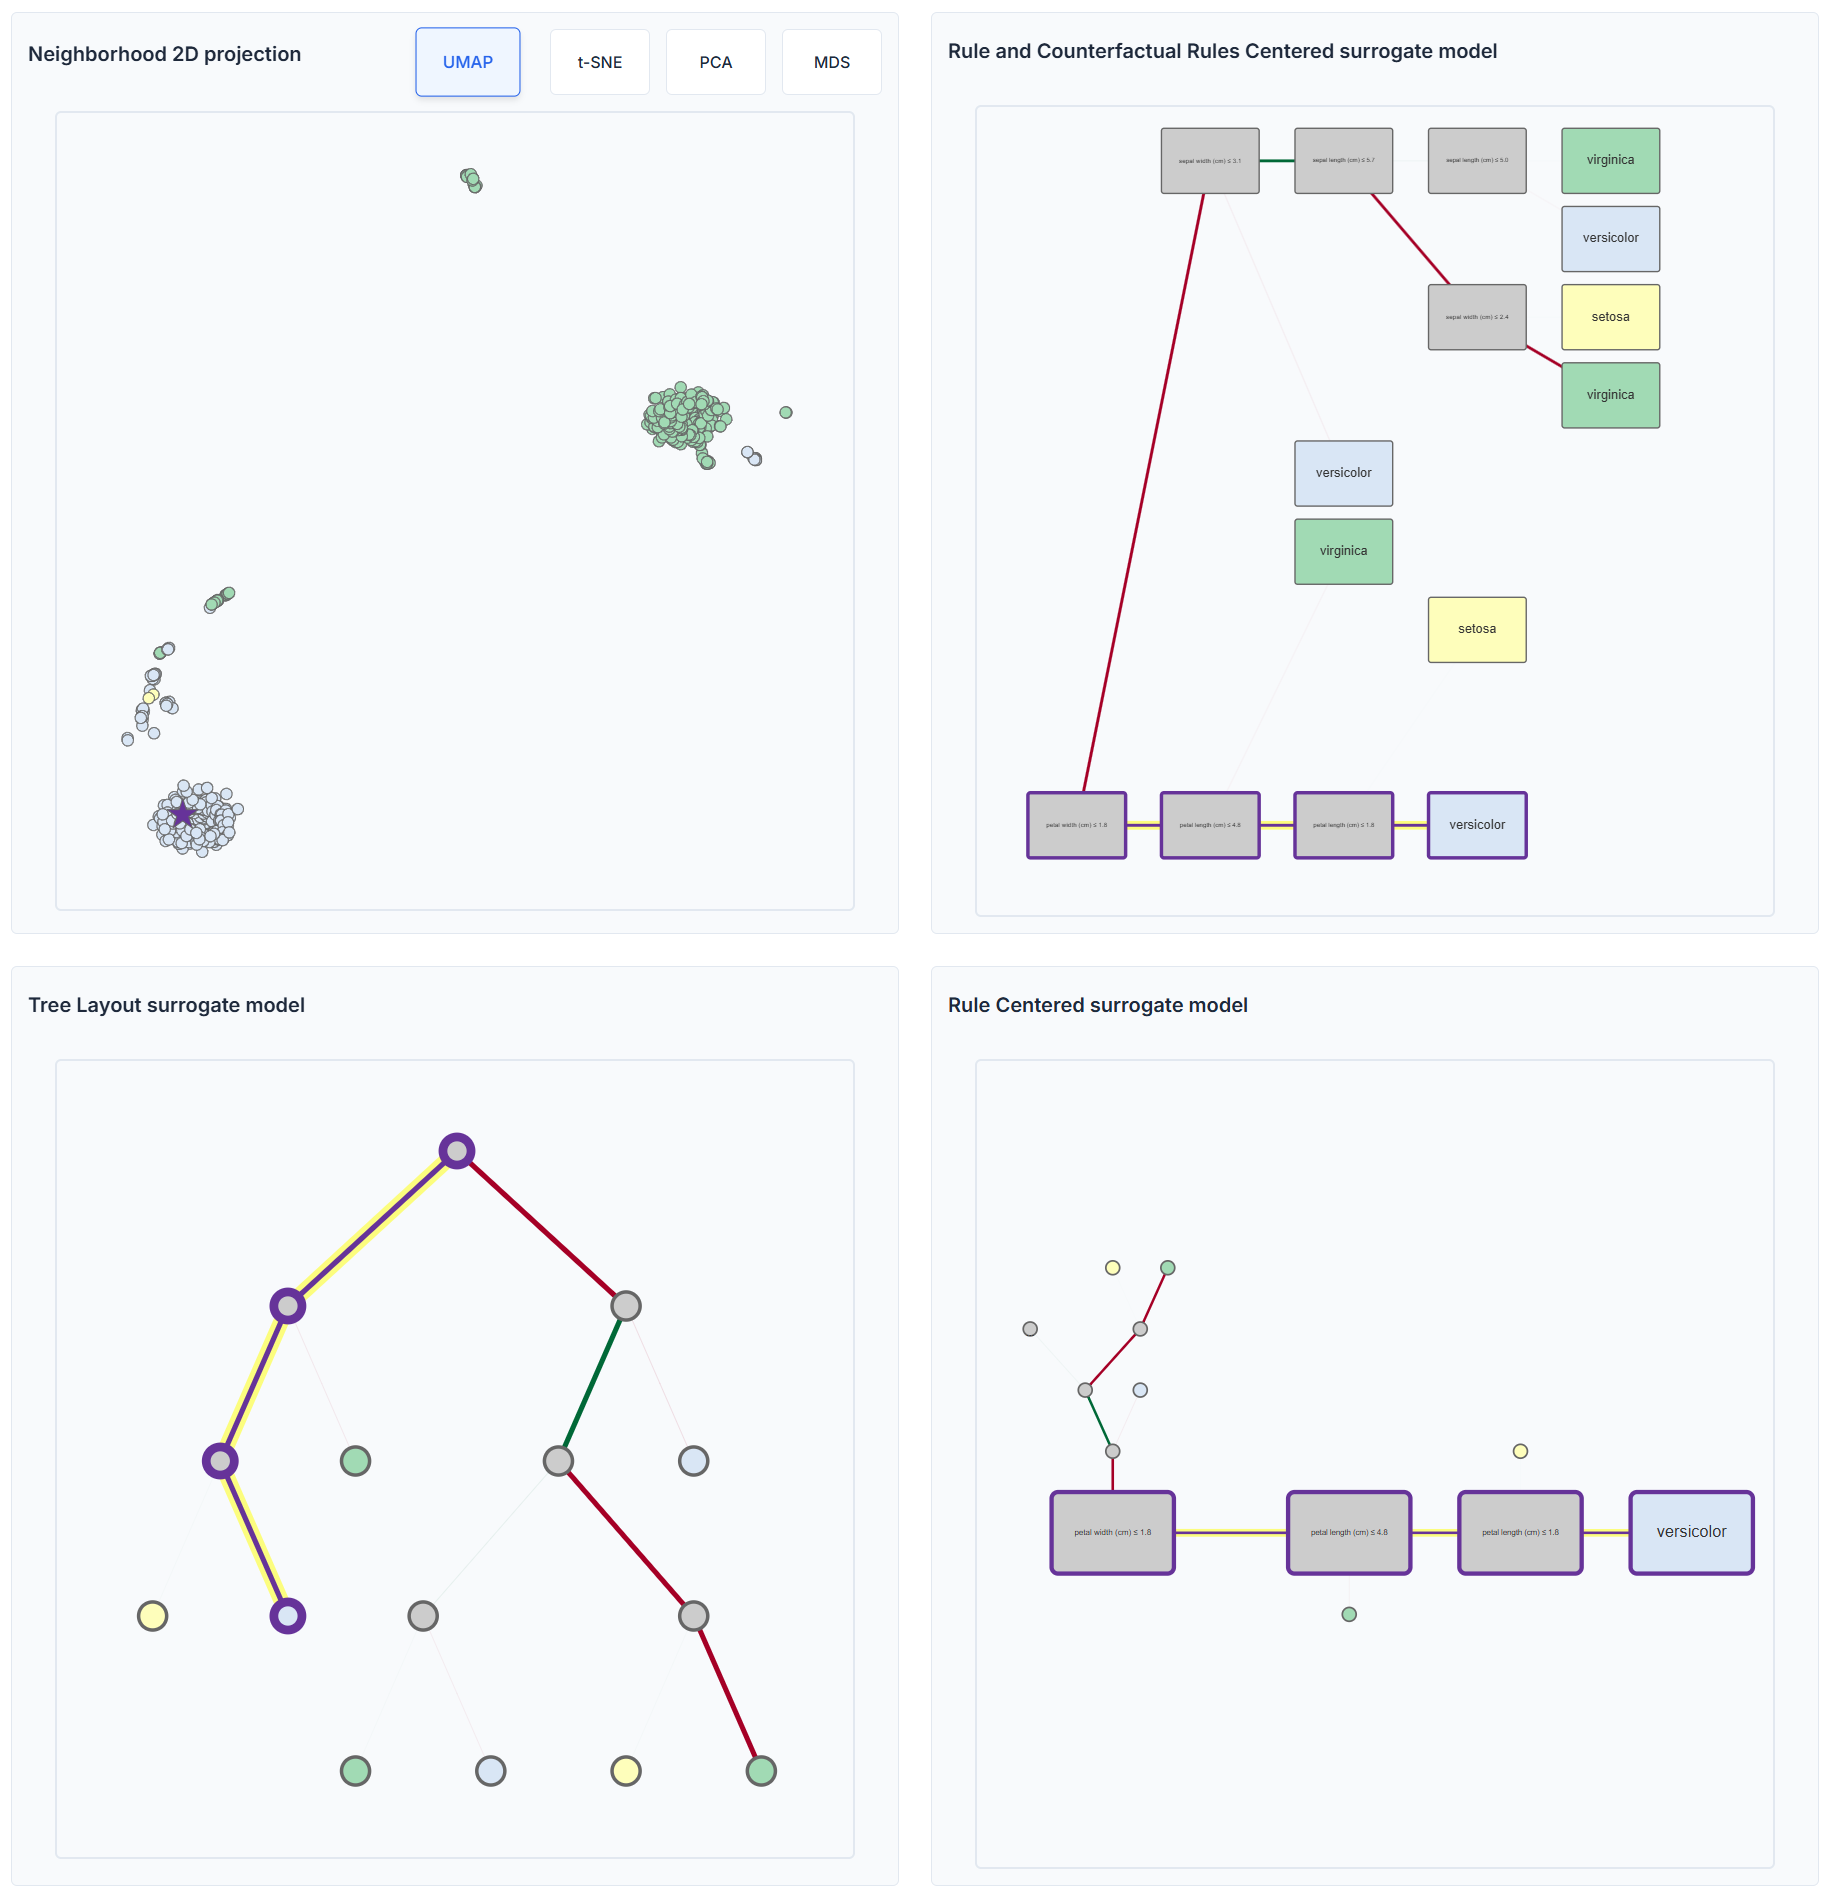 Neighborhood 2D projection
UMAP
t-SNE
PCA
MDS
Rule and Counterfactual Rules Centered surrogate model
sepal width (cm) ≤ 3.1
sepal length (cm) ≤ 5.7
sepal length (cm) ≤ 5.0
virginica
versicolor
sepal width (cm) ≤ 2.4
setosa
virginica
versicolor
virginica
setosa
petal width (cm) ≤ 1.8
petal length (cm) ≤ 4.8
petal length (cm) ≤ 1.8
versicolor
Tree Layout surrogate model
Rule Centered surrogate model
petal width (cm) ≤ 1.8
petal length (cm) ≤ 4.8
petal length (cm) ≤ 1.8
versicolor